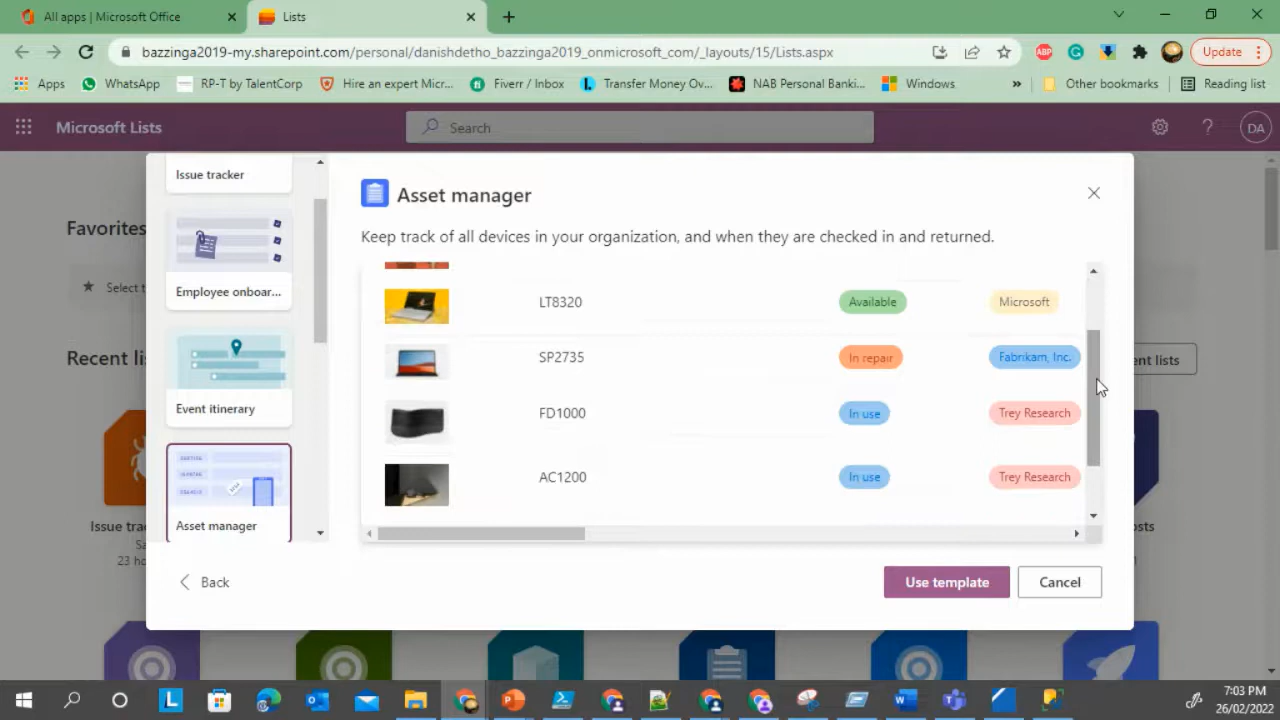 All apps | Microsoft Office
Lists
bazzinga2019-my.sharepoint.com/personal/danishdetho_bazzinga2019_onmicrosoft_com/_layouts/15/Lists.aspx
ABP
Update
Apps
WhatsApp
RP-T by TalentCorp
Hire an expert Micr...
Fiverr / Inbox
Transfer Money Ov...
NAB Personal Banki...
Windows
»
Other bookmarks
Reading list
Microsoft Lists
Search
?
DA
Favorites
Select t
Recent lis
ent lists
Issue tra
23 ho
osts
Issue tracker
Employee onboar...
Event itinerary
Asset manager
Asset manager
Keep track of all devices in your organization, and when they are checked in and returned.
LT8320 Available Microsoft
SP2735 In repair Fabrikam, Inc.
FD1000 In use Trey Research
AC1200 In use Trey Research
Back
Use template
Cancel
7:03 PM
26/02/2022